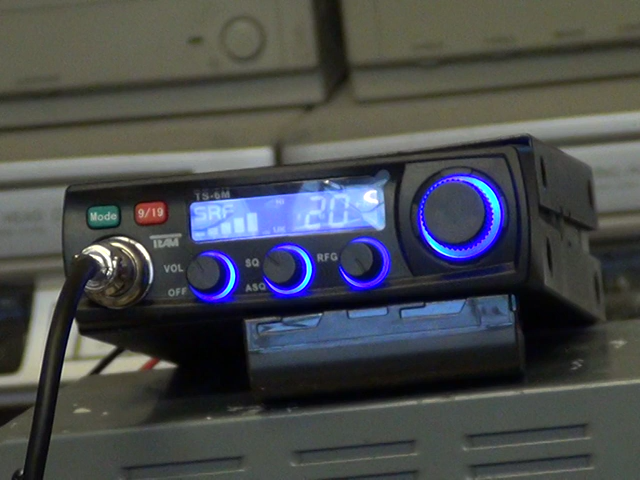 TS-6M
Mode 9/19
SRF 20
TEAM
VOL SQ RFG
OFF ASQ